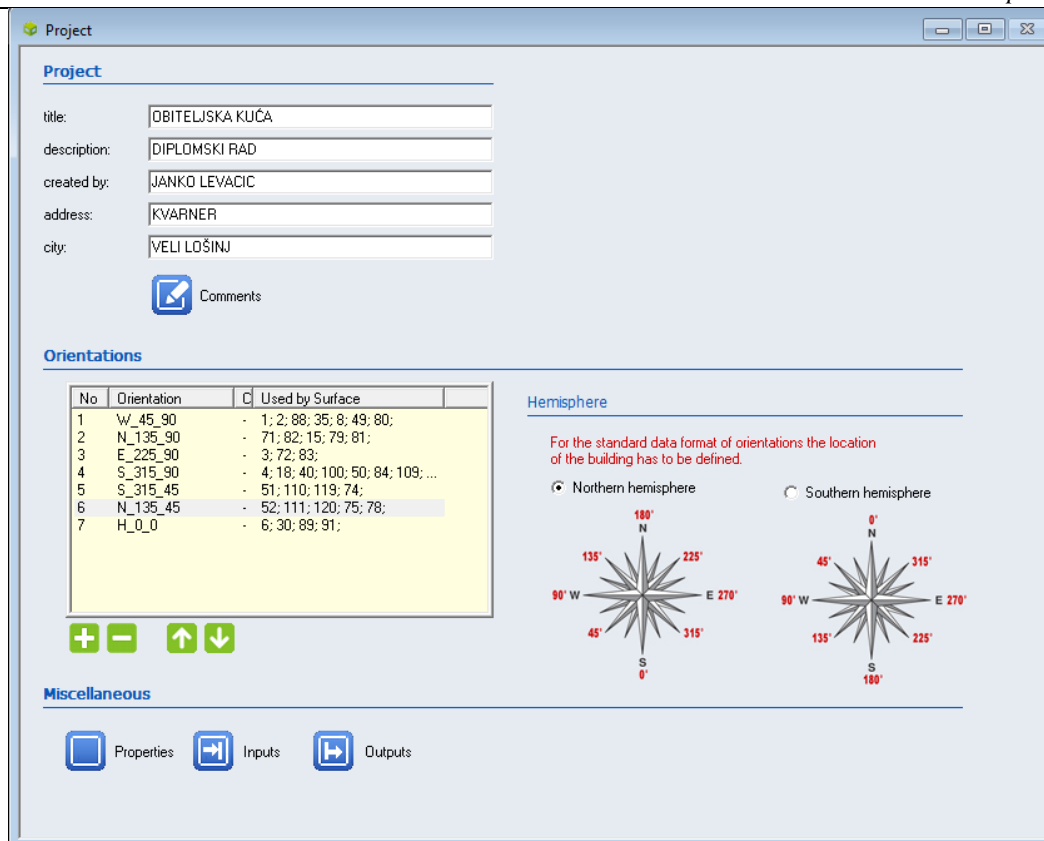 Project
Project
title: OBITELJSKA KUĆA
description: DIPLOMSKI RAD
created by: JANKO LEVACIC
address: KVARNER
city: VELI LOŠINJ
Comments
Orientations
No Orientation C Used by Surface
1 W_45_90 - 1; 2; 88; 35; 8; 49; 80;
2 N_135_90 - 71; 82; 15; 79; 81;
3 E_225_90 - 3; 72; 83;
4 S_315_90 - 4; 18; 40; 100; 50; 84; 109; ...
5 S_315_45 - 51; 110; 119; 74;
6 N_135_45 - 52; 111; 120; 75; 78;
7 H_0_0 - 6; 30; 89; 91;
Hemisphere
For the standard data format of orientations the location
of the building has to be defined.
Northern hemisphere
180°
N
135° 225°
90° W E 270°
45° 315°
S
0°
Southern hemisphere
0°
N
45° 315°
90° W E 270°
135° 225°
S
180°
Miscellaneous
Properties Inputs Outputs